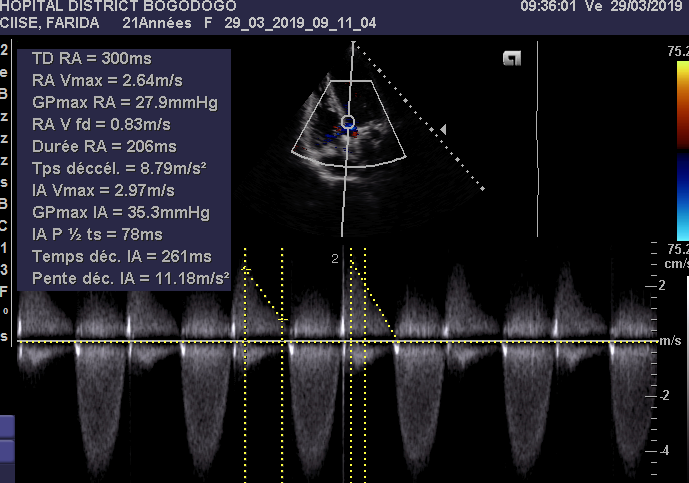 HOPITAL DISTRICT BOGODOGO 09:36:01 Ve 29/03/2019
CIISE, FARIDA 21Années F 29_03_2019_09_11_04
TD RA = 300ms
RA Vmax = 2.64m/s
GPmax RA = 27.9mmHg
RA V fd = 0.83m/s
Durée RA = 206ms
Tps déccél. = 8.79m/s²
IA Vmax = 2.97m/s
GPmax IA = 35.3mmHg
IA P ½ ts = 78ms
Temps déc. IA = 261ms
Pente déc. IA = 11.18m/s²
75.2
75.2
cm/s
2
2
m/s
-2
-4
2
e
B
z
z
z
s
B
C
1
3
F
°
s